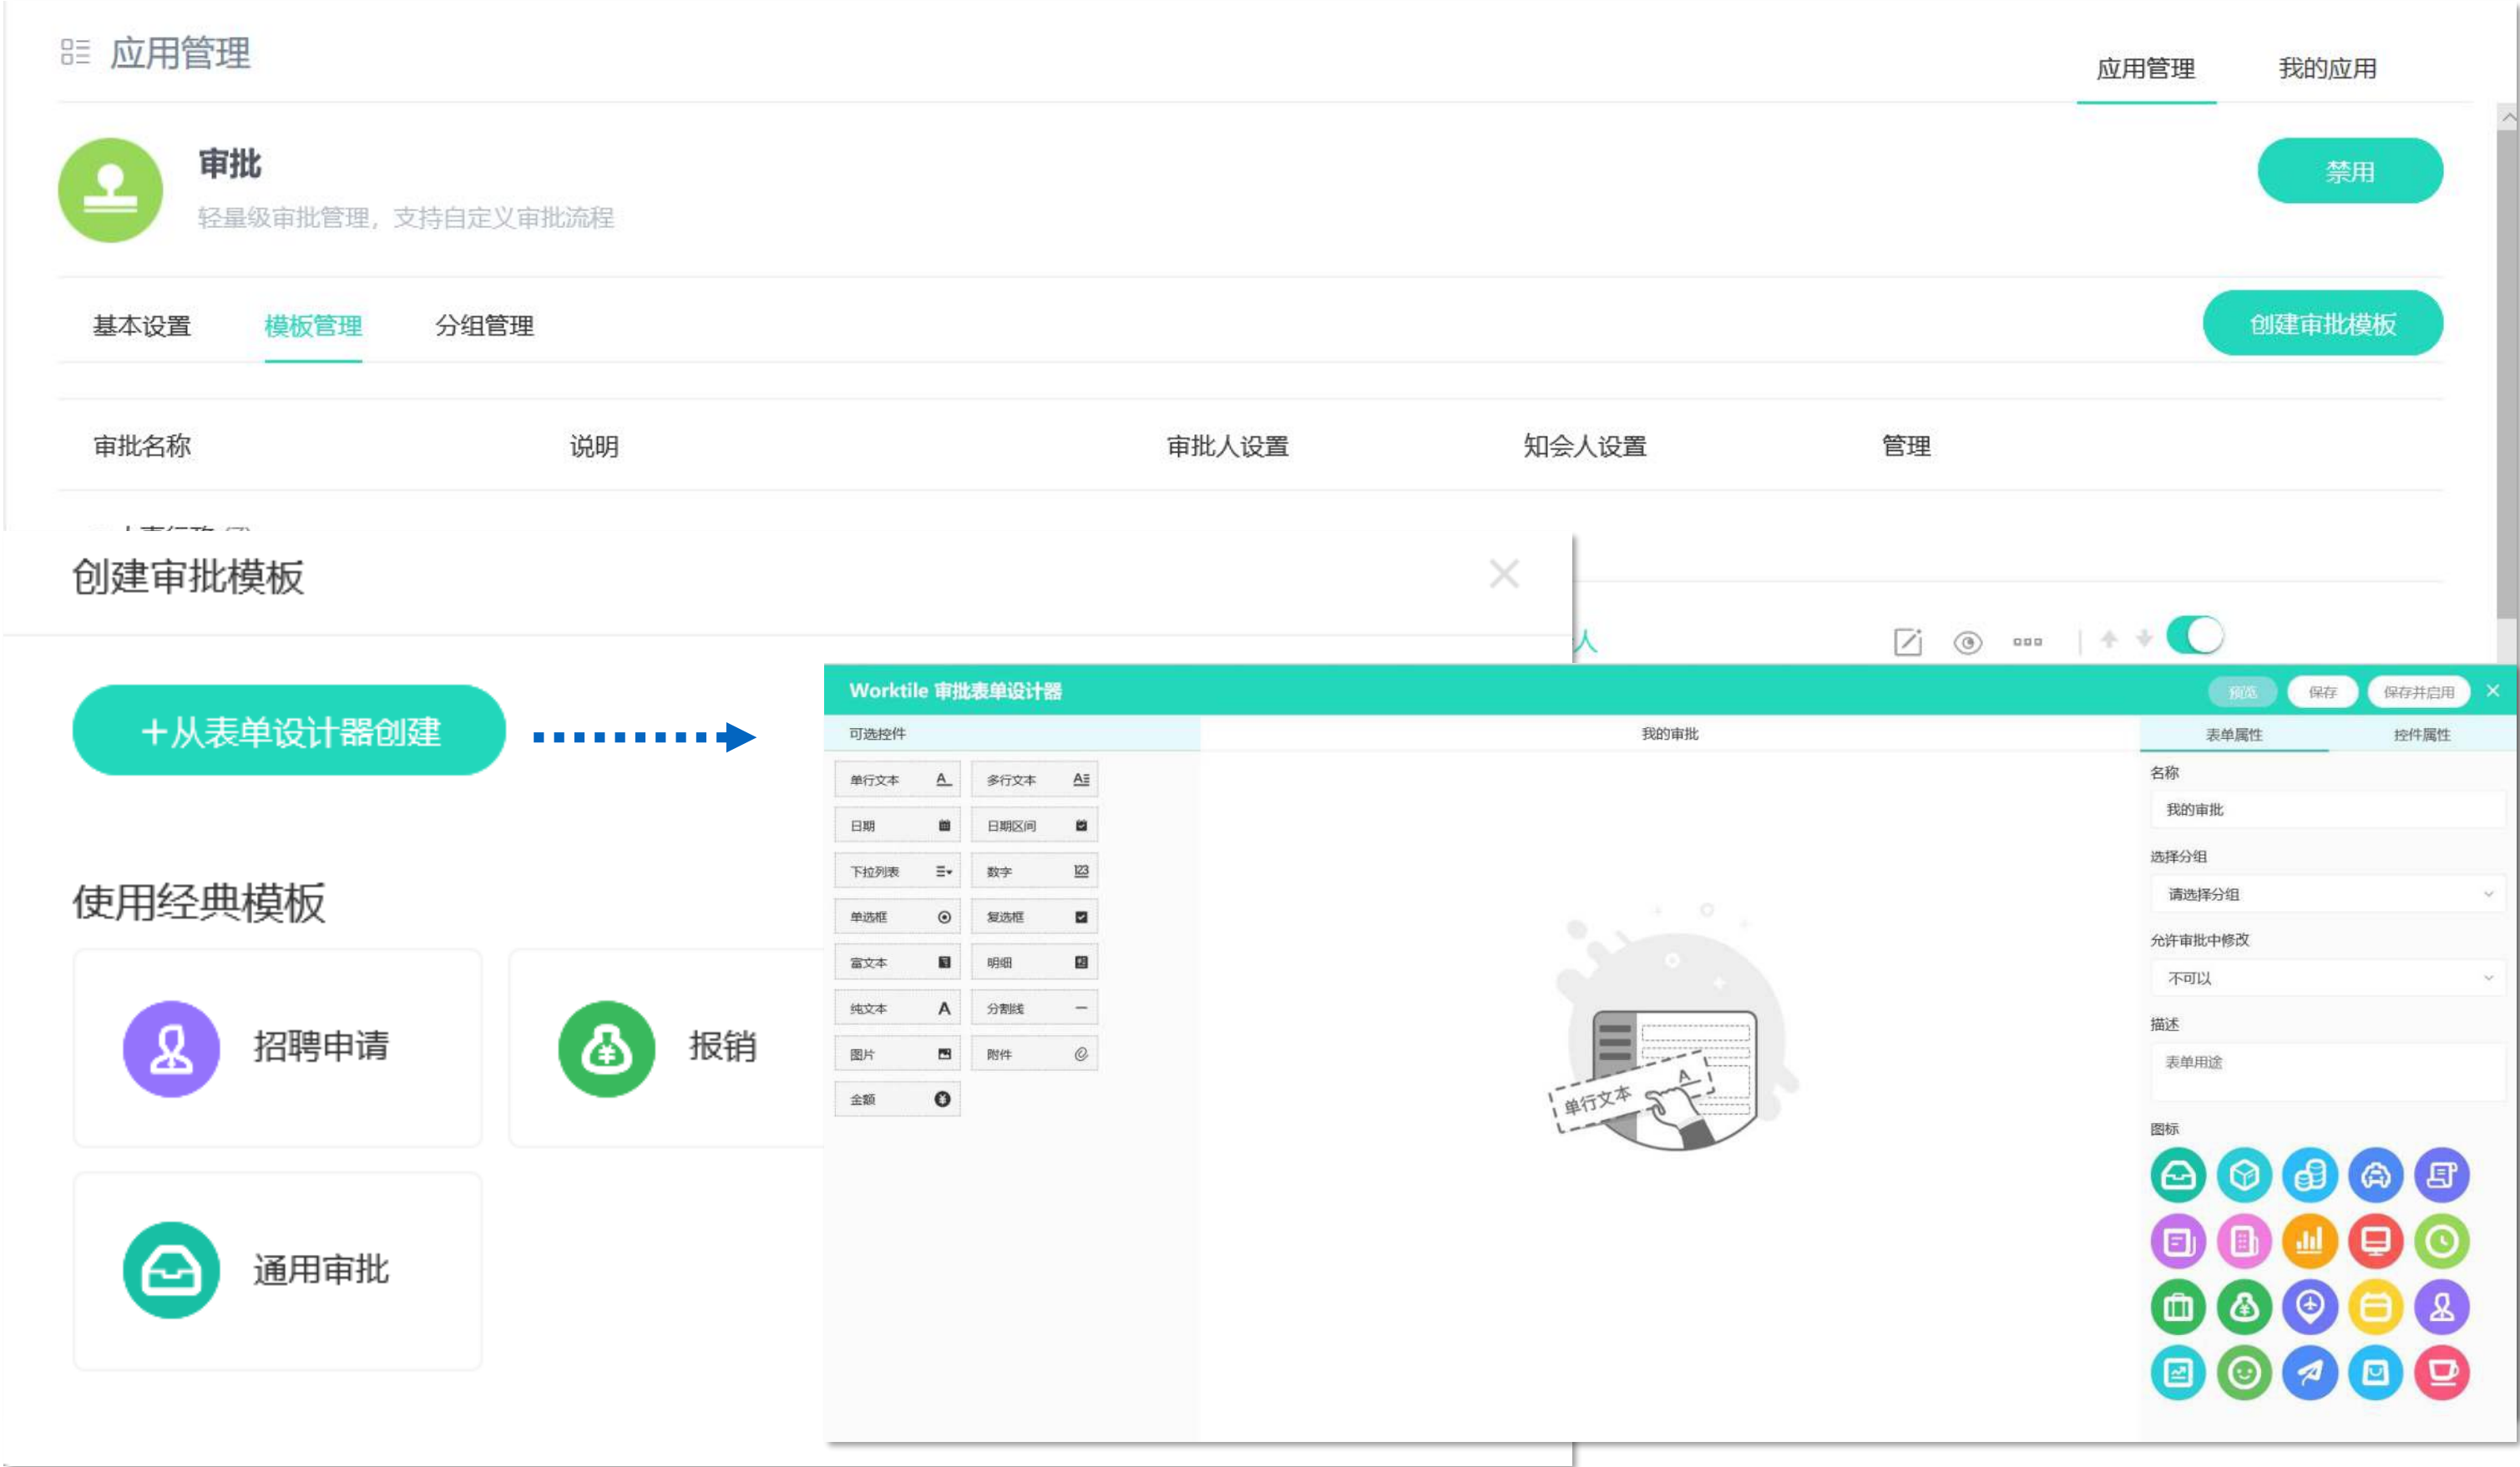 应用管理
应用管理 我的应用
审批
轻量级审批管理，支持自定义审批流程
禁用
基本设置 模板管理 分组管理
创建审批模板
审批名称 说明 审批人设置 知会人设置 管理
创建审批模板
人
+从表单设计器创建
使用经典模板
招聘申请
报销
通用审批
Worktile 审批表单设计器
预览 保存 保存并启用
可选控件
我的审批
表单属性 控件属性
单行文本 多行文本
日期 日期区间
下拉列表 数字 123
单选框 复选框
富文本 明细
纯文本 分割线
图片 附件
金额
单行文本 A
名称
我的审批
选择分组
请选择分组
允许审批中修改
不可以
描述
表单用途
图标